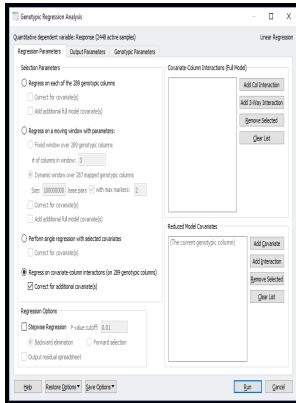 Genotypic Regression Analysis
Quantitative dependent variable: Response (2448 active samples)
Linear Regression
Regression Parameters
Output Parameters
Genotypic Parameters
Selection Parameters
Regress on each of the 289 genotypic columns
Correct for covariate(s)
Add additional full model covariate(s)
Regress on a moving window with parameters:
Fixed window over 289 genotypic columns
# of columns in window: 3
Dynamic window over 267 mapped genotypic columns
Size: 100000000 base pairs with max markers: 2
Correct for covariate(s)
Add additional full model covariate(s)
Perform single regression with selected covariates
Correct for covariate(s)
Regress on covariate-column interactions (on 289 genotypic columns)
Correct for additional covariate(s)
Regression Options
Stepwise Regression P-value cutoff: 0.01
Backward elimination Forward selection
Output residual spreadsheet
Covariate-Column Interactions (Full Model)
Add Col Interaction
Add 3-Way Interaction
Remove Selected
Clear List
Reduced Model Covariates
(The current genotypic column)
Add Covariate
Add Interaction
Remove Selected
Clear List
Help
Restore Options
Save Options
Run
Cancel